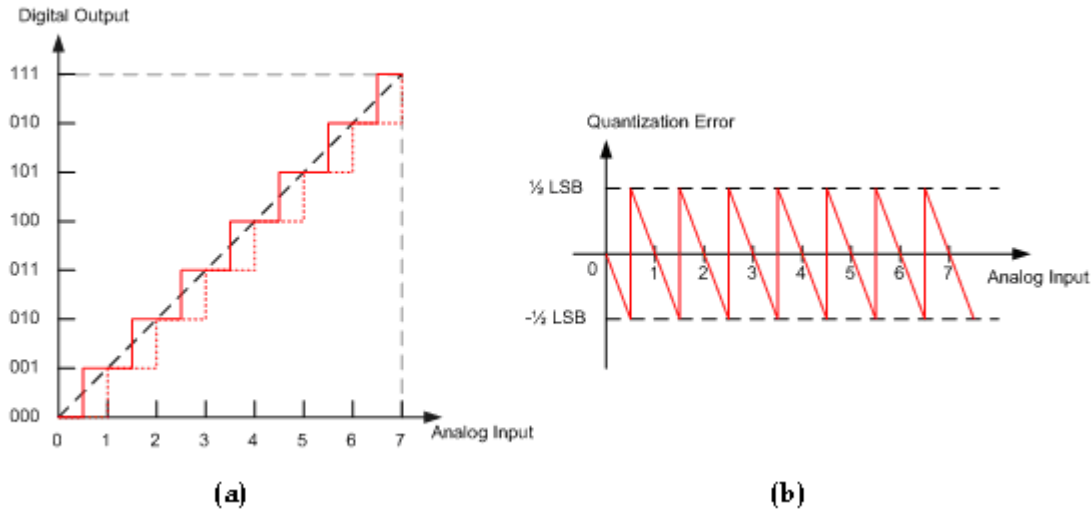 Digital Output
111
010
101
100
011
010
001
000
0 1 2 3 4 5 6 7
Analog Input
(a)
Quantization Error
½ LSB
0 1 2 3 4 5 6 7
Analog Input
-½ LSB
(b)